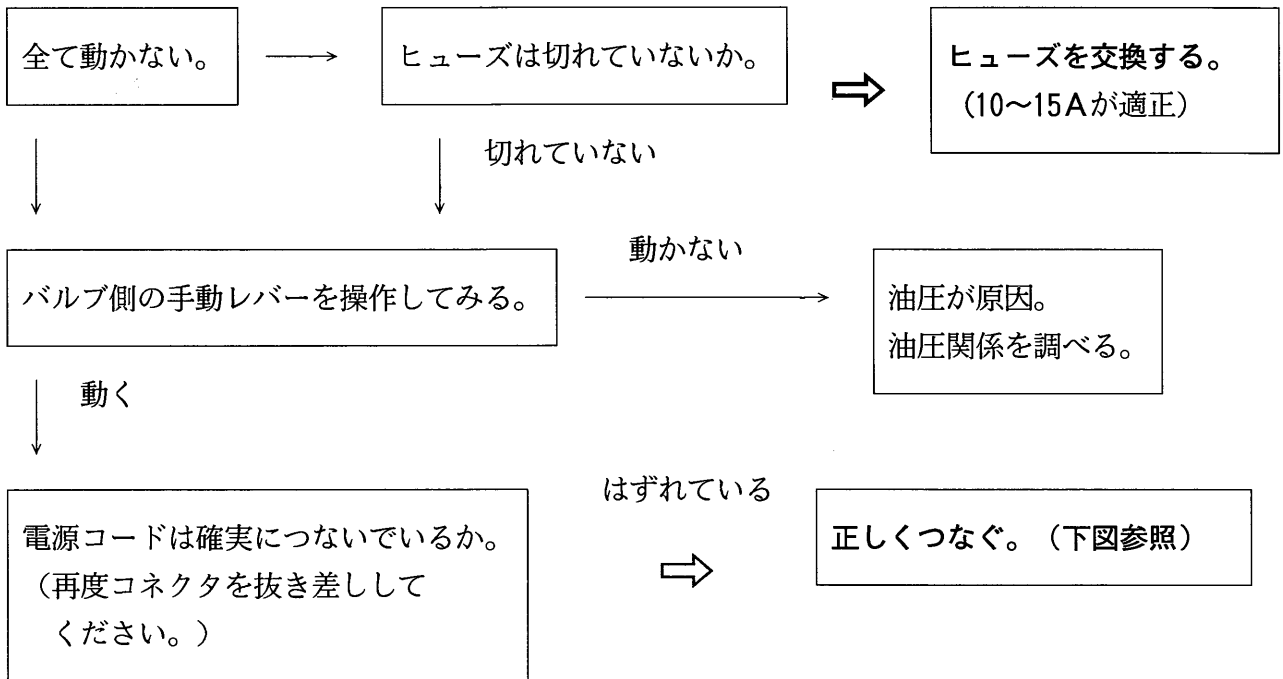 全て動かない。
ヒューズは切れていないか。
ヒューズを交換する。
(10～15Aが適正)
切れていない
バルブ側の手動レバーを操作してみる。
動かない
油圧が原因。
油圧関係を調べる。
動く
電源コードは確実につないでいるか。
(再度コネクタを抜き差しして
ください。)
はずれている
正しくつなぐ。(下図参照)